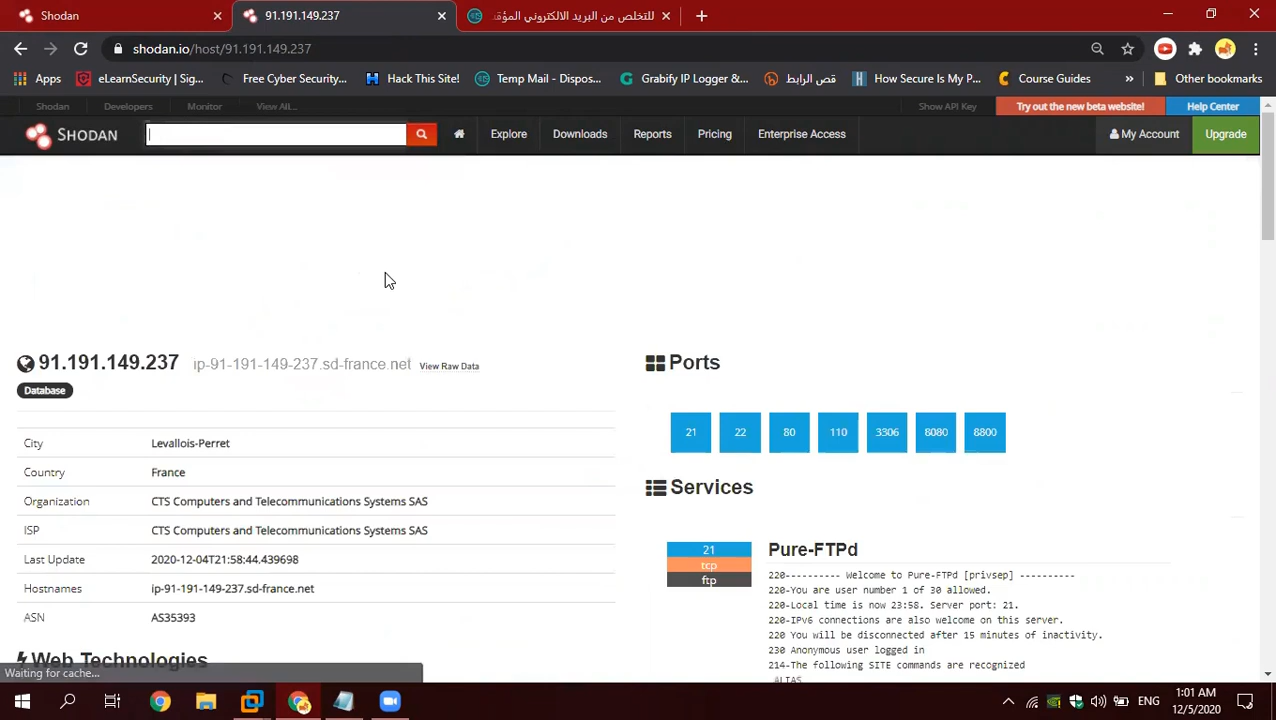 Shodan
91.191.149.237
للتخلص من البريد الالكتروني المؤقت
shodan.io/host/91.191.149.237
Apps
eLearnSecurity | Sig...
Free Cyber Security...
Hack This Site!
Temp Mail - Dispos...
Grabify IP Logger &...
قص الرابط
How Secure Is My P...
Course Guides
»
Other bookmarks
Shodan
Developers
Monitor
View All...
Show API Key
Try out the new beta website!
Help Center
SHODAN
Explore
Downloads
Reports
Pricing
Enterprise Access
My Account
Upgrade
91.191.149.237 ip-91-191-149-237.sd-france.net View Raw Data
Database
City Levallois-Perret
Country France
Organization CTS Computers and Telecommunications Systems SAS
ISP CTS Computers and Telecommunications Systems SAS
Last Update 2020-12-04T21:58:44.439698
Hostnames ip-91-191-149-237.sd-france.net
ASN AS35393
Web Technologies
Ports
21 22 80 110 3306 8080 8800
Services
21
tcp
ftp
Pure-FTPd
220---------- Welcome to Pure-FTPd [privsep] ----------
220-You are user number 1 of 30 allowed.
220-Local time is now 23:58. Server port: 21.
220-IPv6 connections are also welcome on this server.
220 You will be disconnected after 15 minutes of inactivity.
230 Anonymous user logged in
214-The following SITE commands are recognized
ALIAS
Waiting for cache...
ENG
1:01 AM
12/5/2020